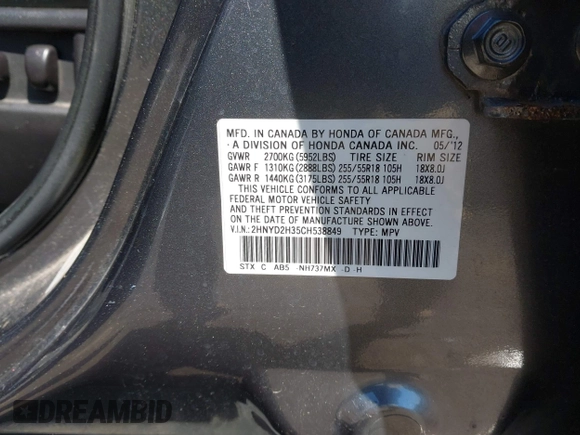 MFD. IN CANADA BY HONDA OF CANADA MFG.,
A DIVISION OF HONDA CANADA INC. 05/'12
GVWR 2700KG(5952LBS) TIRE SIZE RIM SIZE
GAWR F 1310KG(2888LBS) 255/55R18 105H 18X8.0J
GAWR R 1440KG(3175LBS) 255/55R18 105H 18X8.0J
THIS VEHICLE CONFORMS TO ALL APPLICABLE
FEDERAL MOTOR VEHICLE SAFETY
AND THEFT PREVENTION STANDARDS IN EFFECT
ON THE DATE OF MANUFACTURE SHOWN ABOVE.
V.I.N.: 2HNYD2H35CH538849 TYPE: MPV
STX C AB5 -NH737MX -D -H
DREAMBID